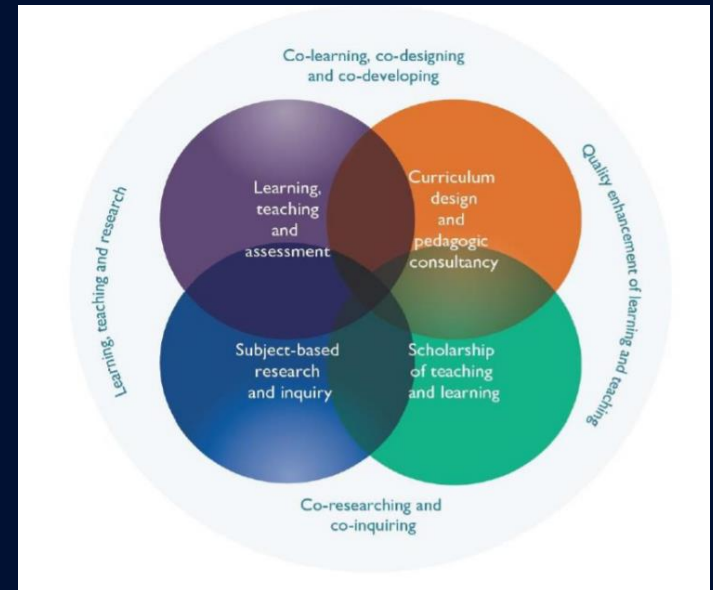 Co-learning, co-designing
and co-developing
Learning, teaching and research
Learning,
teaching
and
assessment
Curriculum
design
and
pedagogic
consultancy
Quality enhancement of learning and teaching
Subject-based
research
and inquiry
Scholarship
of teaching
and learning
Co-researching and
co-inquiring